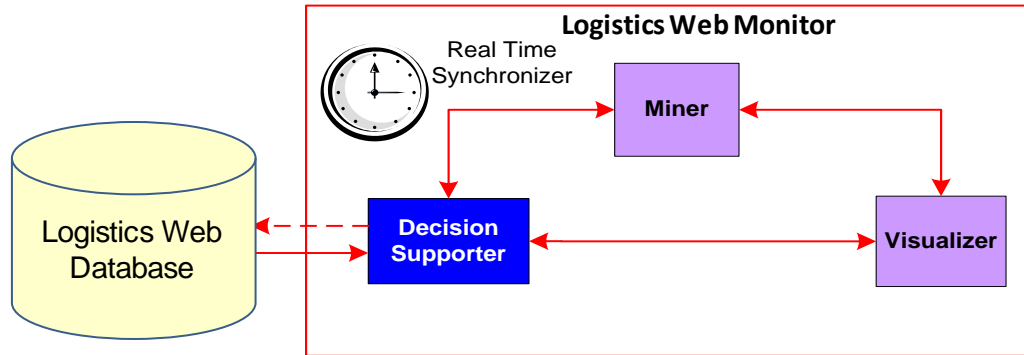 Logistics Web Monitor
Real Time
Synchronizer
Miner
Logistics Web
Database
Decision
Supporter
Visualizer